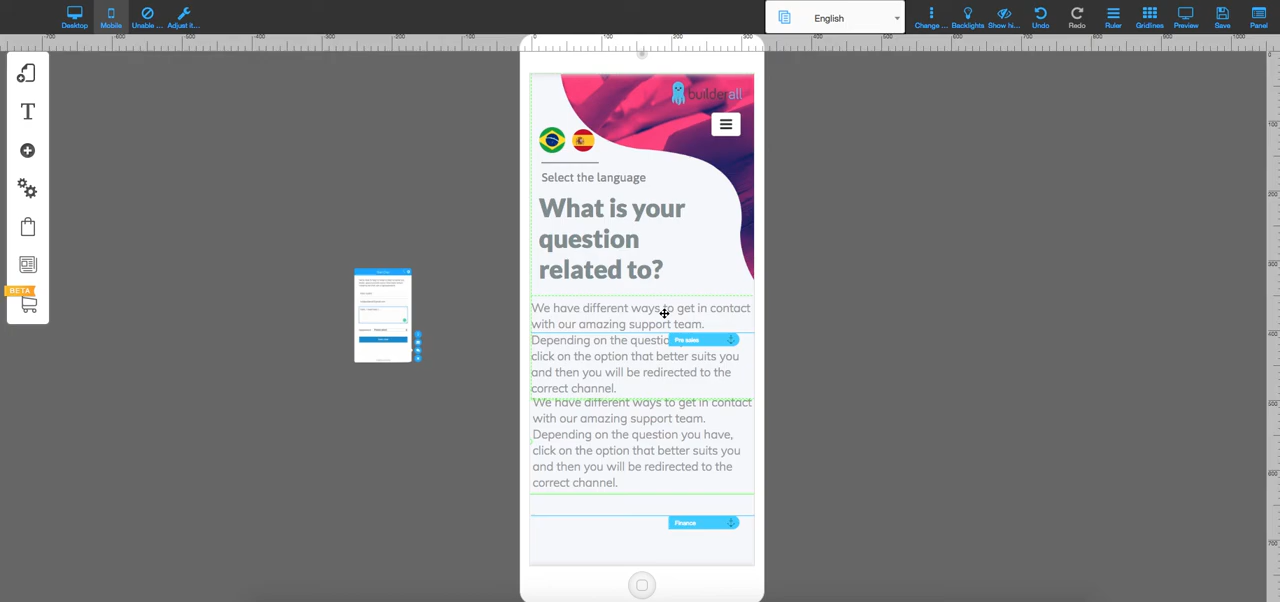 Desktop
Mobile
Unable ...
Adjust it...
English
Change ...
Backlights
Show hi...
Undo
Redo
Ruler
Gridlines
Preview
Save
Panel
BETA
builderall
Select the language
What is your
question
related to?
We have different ways to get in contact
with our amazing support team.
Depending on the questio
Pre sales
click on the option that better suits you
and then you will be redirected to the
correct channel.
We have different ways to get in contact
with our amazing support team.
Depending on the question you have,
click on the option that better suits you
and then you will be redirected to the
correct channel.
Finance